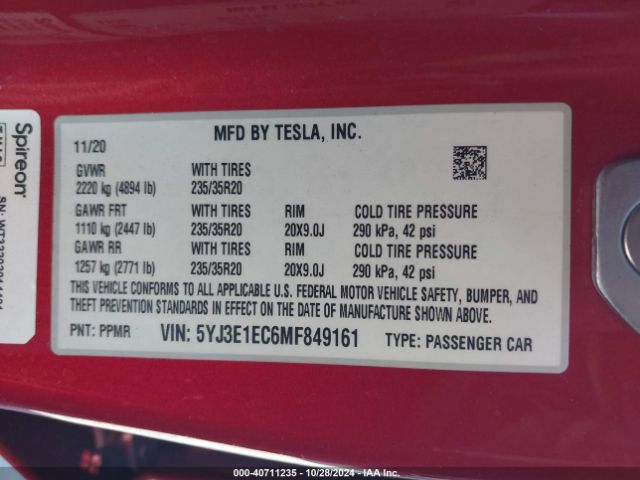 MFD BY TESLA, INC.
11/20
GVWR WITH TIRES
2220 kg (4894 lb) 235/35R20
GAWR FRT WITH TIRES RIM COLD TIRE PRESSURE
1110 kg (2447 lb) 235/35R20 20X9.0J 290 kPa, 42 psi
GAWR RR WITH TIRES RIM COLD TIRE PRESSURE
1257 kg (2771 lb) 235/35R20 20X9.0J 290 kPa, 42 psi
THIS VEHICLE CONFORMS TO ALL APPLICABLE U.S. FEDERAL MOTOR VEHICLE SAFETY, BUMPER, AND
THEFT PREVENTION STANDARDS IN EFFECT ON THE DATE OF MANUFACTURE SHOWN ABOVE.
PNT: PPMR VIN: 5YJ3E1EC6MF849161 TYPE: PASSENGER CAR
Spireon
SN:
000-40711235 - 10/28/2024 - IAA Inc.